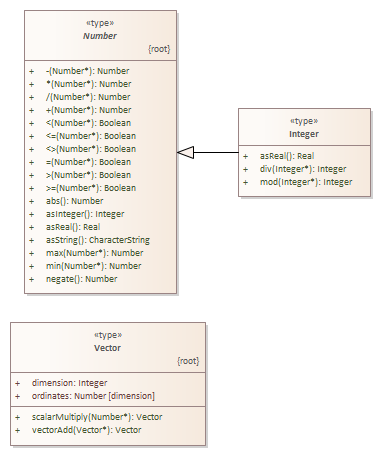 «type»
Number
{root}
+ -(Number*): Number
+ *(Number*): Number
+ /(Number*): Number
+ +(Number*): Number
+ <(Number*): Boolean
+ <=(Number*): Boolean
+ <>(Number*): Boolean
+ =(Number*): Boolean
+ >(Number*): Boolean
+ >=(Number*): Boolean
+ abs(): Number
+ asInteger(): Integer
+ asReal(): Real
+ asString(): CharacterString
+ max(Number*): Number
+ min(Number*): Number
+ negate(): Number
«type»
Integer
+ asReal(): Real
+ div(Integer*): Integer
+ mod(Integer*): Integer
«type»
Vector
{root}
+ dimension: Integer
+ ordinates: Number [dimension]
+ scalarMultiply(Number*): Vector
+ vectorAdd(Vector*): Vector